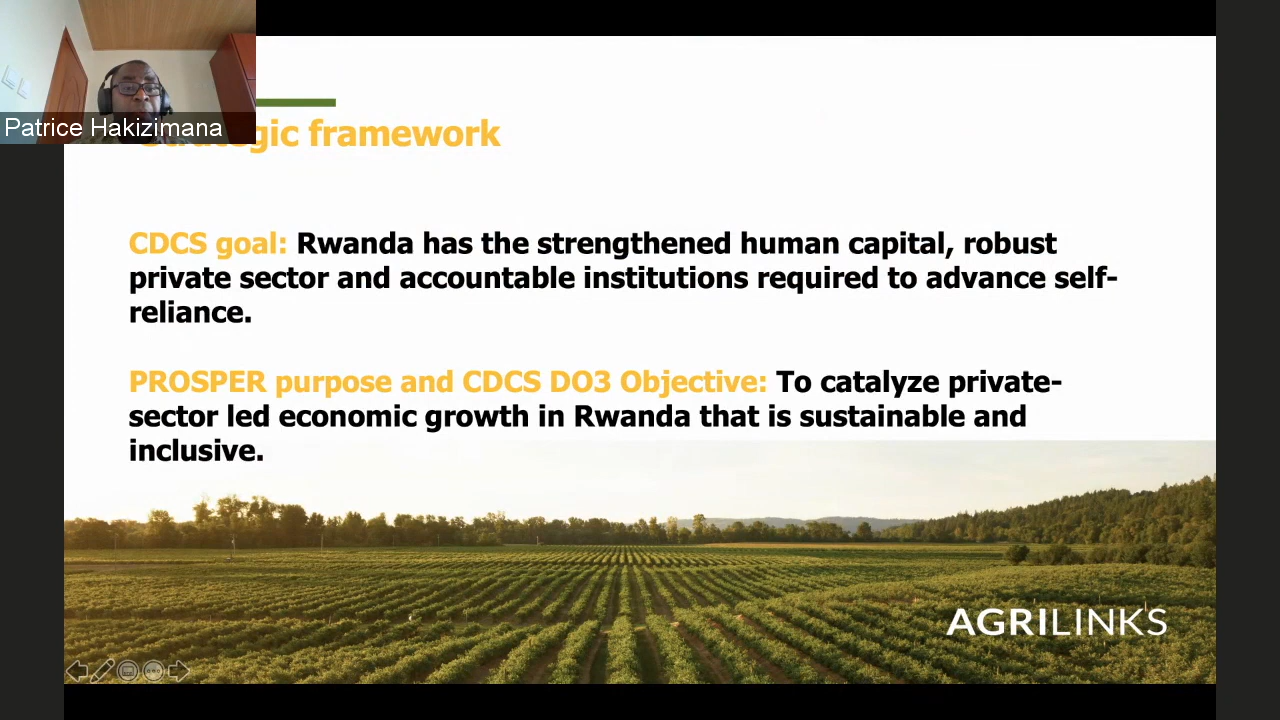 Patrice Hakizimana
Strategic framework
CDCS goal: Rwanda has the strengthened human capital, robust
private sector and accountable institutions required to advance self-
reliance.
PROSPER purpose and CDCS DO3 Objective: To catalyze private-
sector led economic growth in Rwanda that is sustainable and
inclusive.
AGRILINKS